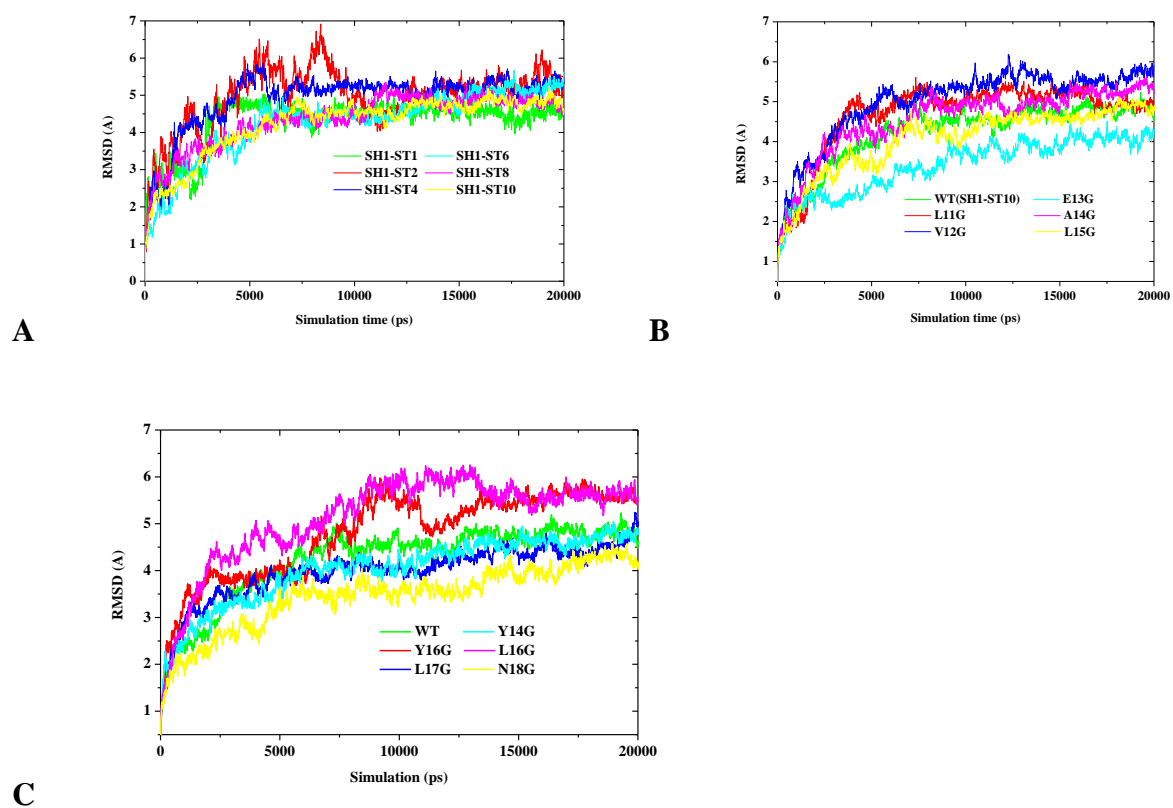 7
6
5
4
3
2
1
0
RMSD (A)
SH1-ST1 SH1-ST6
SH1-ST2 SH1-ST8
SH1-ST4 SH1-ST10
0 5000 10000 15000 20000
Simulation time (ps)
A
7
6
5
4
3
2
1
RMSD (A)
WT(SH1-ST10) E13G
L11G A14G
V12G L15G
0 5000 10000 15000 20000
Simulation time (ps)
B
7
6
5
4
3
2
1
RMSD (A)
WT Y14G
Y16G L16G
L17G N18G
0 5000 10000 15000 20000
Simulation (ps)
C